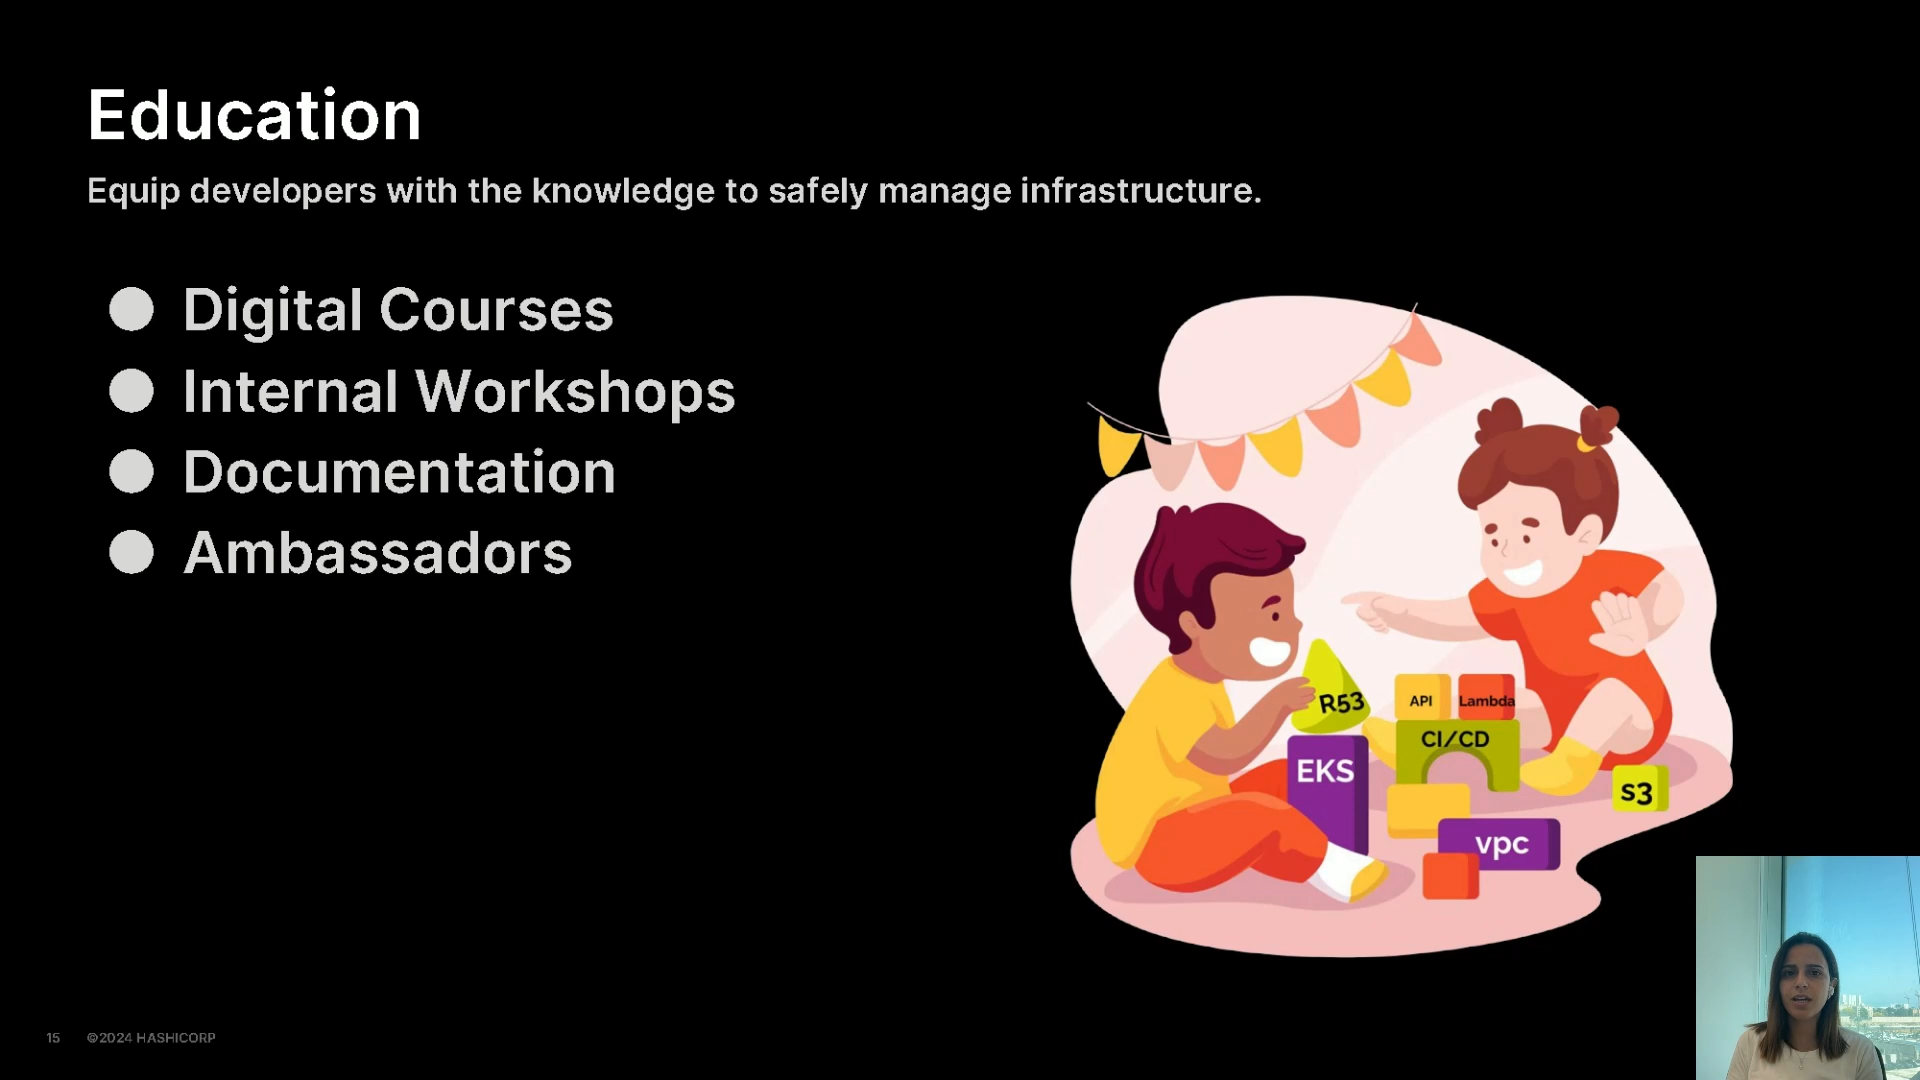 Education
Equip developers with the knowledge to safely manage infrastructure.
● Digital Courses
● Internal Workshops
● Documentation
● Ambassadors
R53
API
Lambda
CI/CD
EKS
s3
vpc
15
©2024 HASHICORP